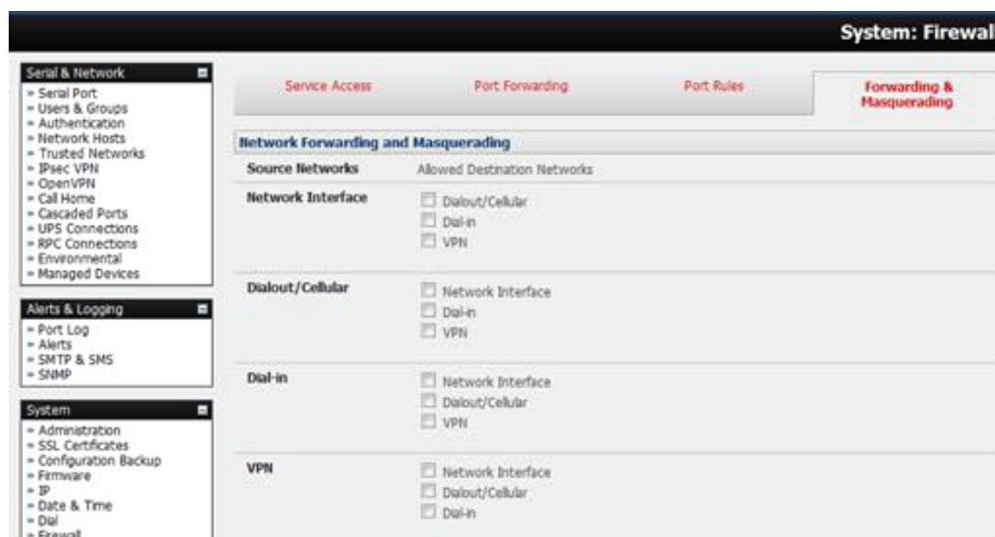 System: Firewall
Serial & Network
Serial Port
Users & Groups
Authentication
Network Hosts
Trusted Networks
IPsec VPN
OpenVPN
Call Home
Cascaded Ports
UPS Connections
RPC Connections
Environmental
Managed Devices
Alerts & Logging
Port Log
Alerts
SMTP & SMS
SNMP
System
Administration
SSL Certificates
Configuration Backup
Firmware
IP
Date & Time
Dial
Firewall
Service Access
Port Forwarding
Port Rules
Forwarding &
Masquerading
Network Forwarding and Masquerading
Source Networks Allowed Destination Networks
Network Interface
Dialout/Cellular
Dial-in
VPN
Dialout/Cellular
Network Interface
Dial-in
VPN
Dial-in
Network Interface
Dialout/Cellular
VPN
VPN
Network Interface
Dialout/Cellular
Dial-in